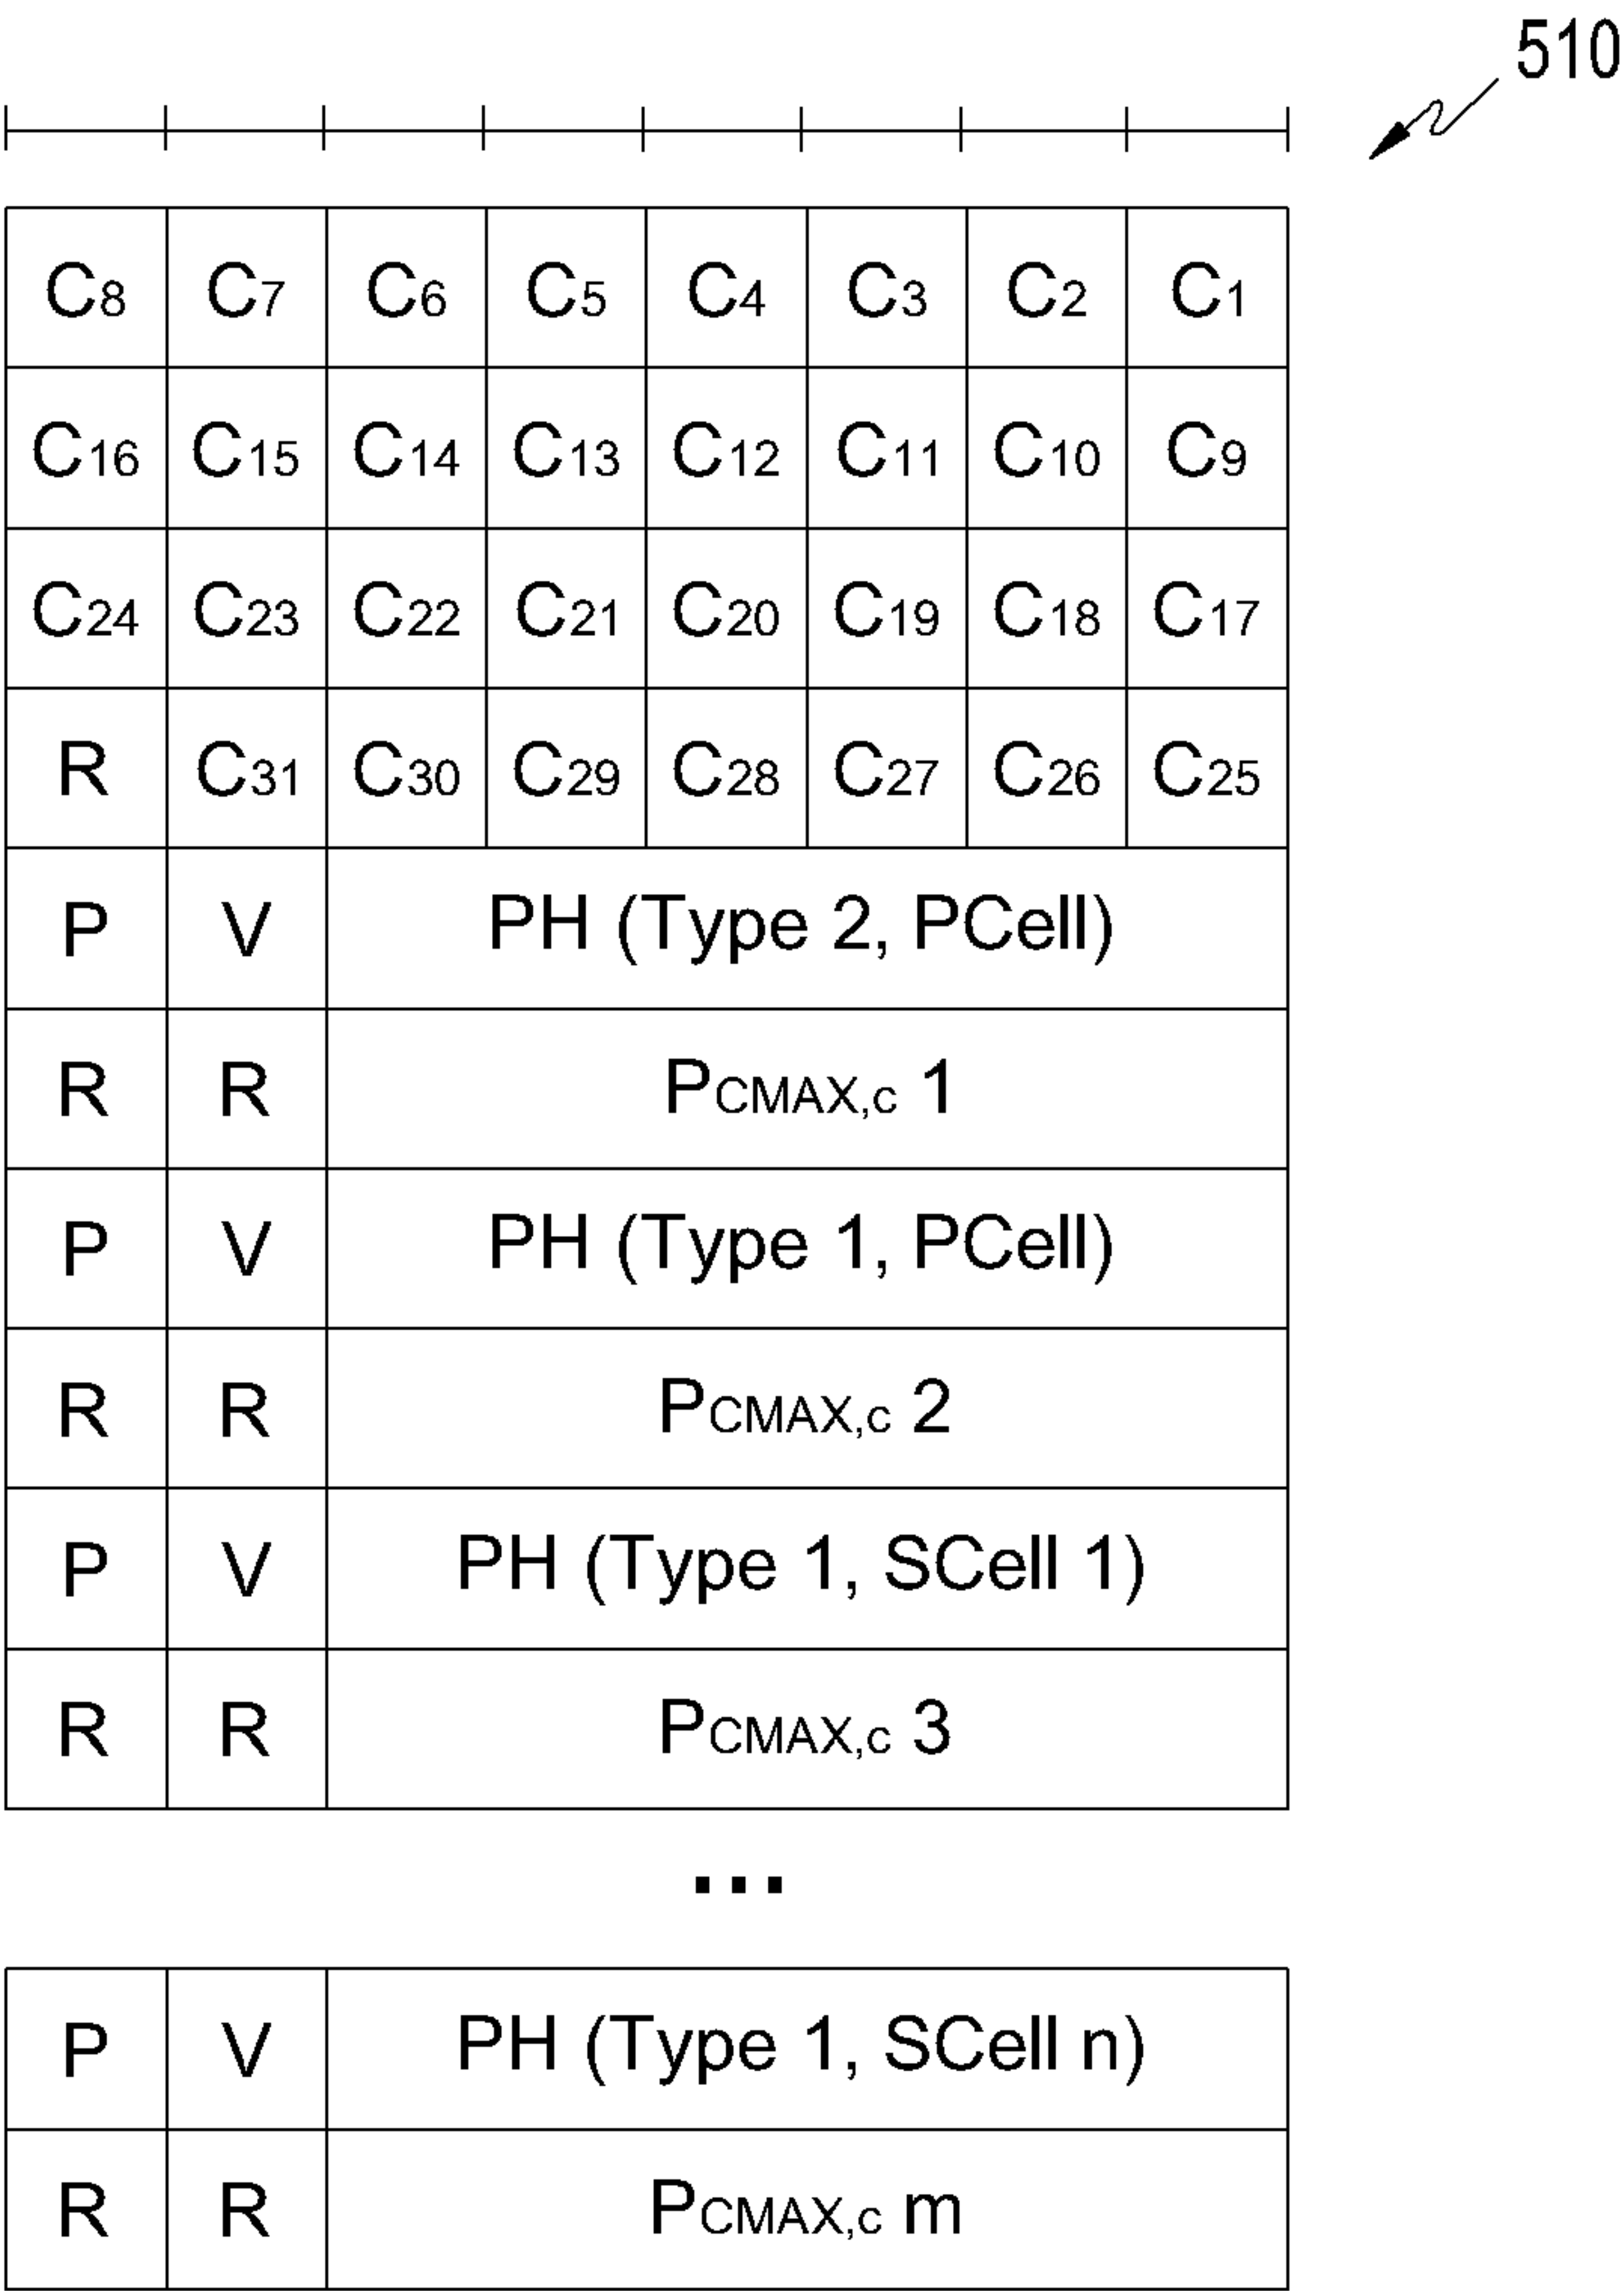 510
C8 C7 C6 C5 C4 C3 C2 C1
C16 C15 C14 C13 C12 C11 C10 C9
C24 C23 C22 C21 C20 C19 C18 C17
R C31 C30 C29 C28 C27 C26 C25
P V PH (Type 2, PCell)
R R PCMAX,c 1
P V PH (Type 1, PCell)
R R PCMAX,c 2
P V PH (Type 1, SCell 1)
R R PCMAX,c 3
...
P V PH (Type 1, SCell n)
R R PCMAX,c m